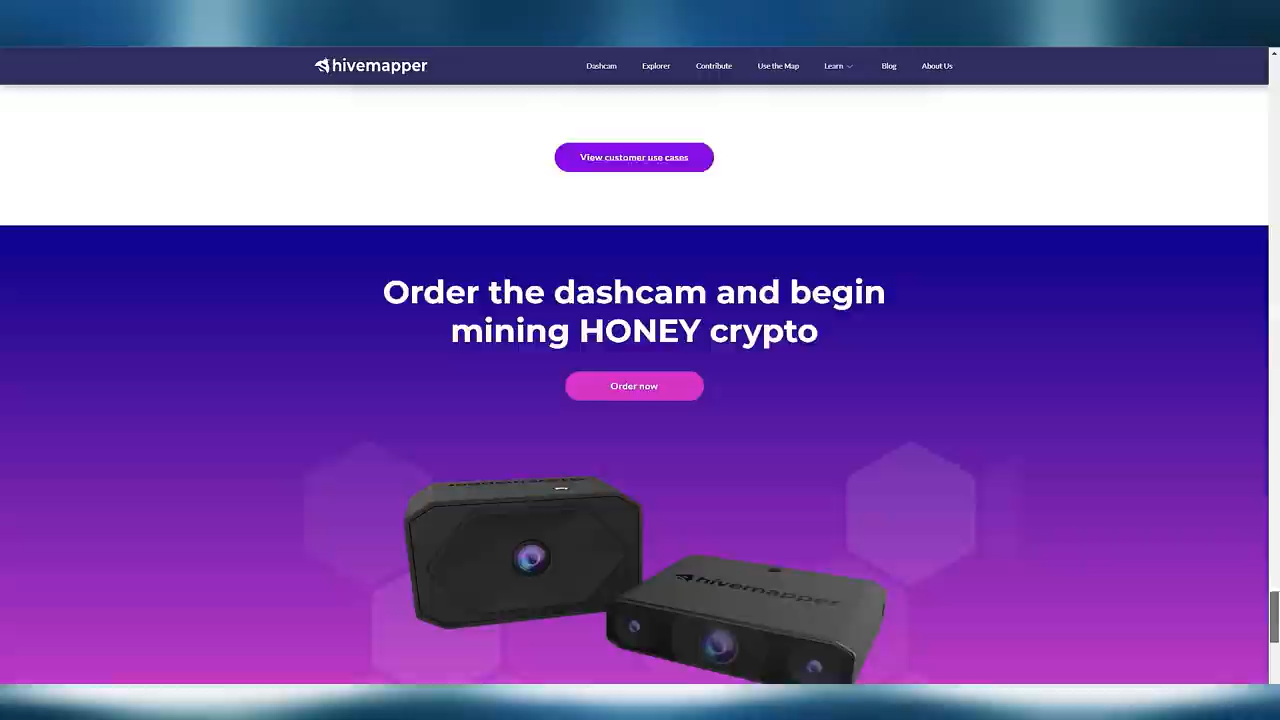 hivemapper
Dashcam Explorer Contribute Use the Map Learn Blog About Us
View customer use cases
Order the dashcam and begin
mining HONEY crypto
Order now
hivemapper